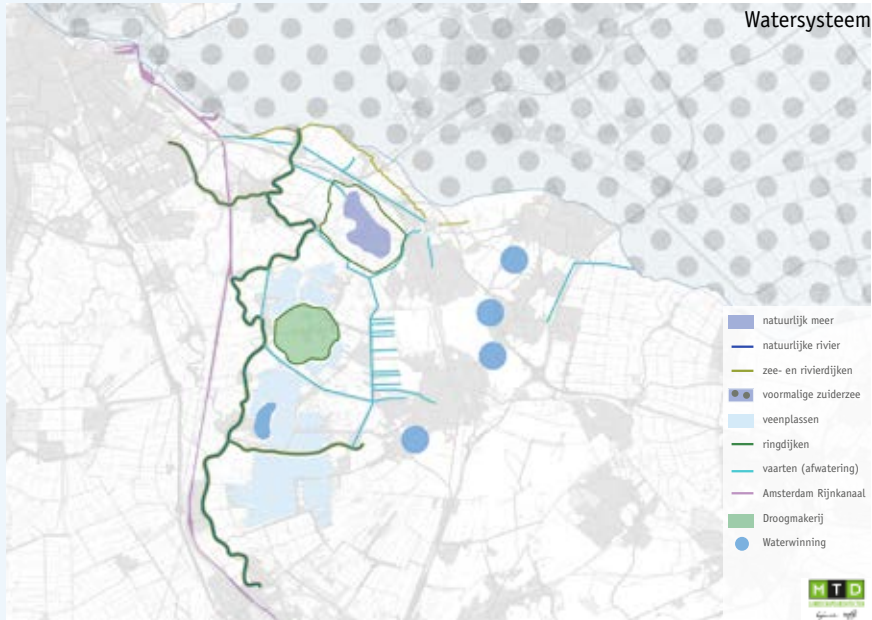 Watersysteem
natuurlijk meer
natuurlijke rivier
zee- en rivierdijken
voormalige zuiderzee
veenplassen
ringdijken
vaarten (afwatering)
Amsterdam Rijnkanaal
Droogmakerij
Waterwinning
MTD